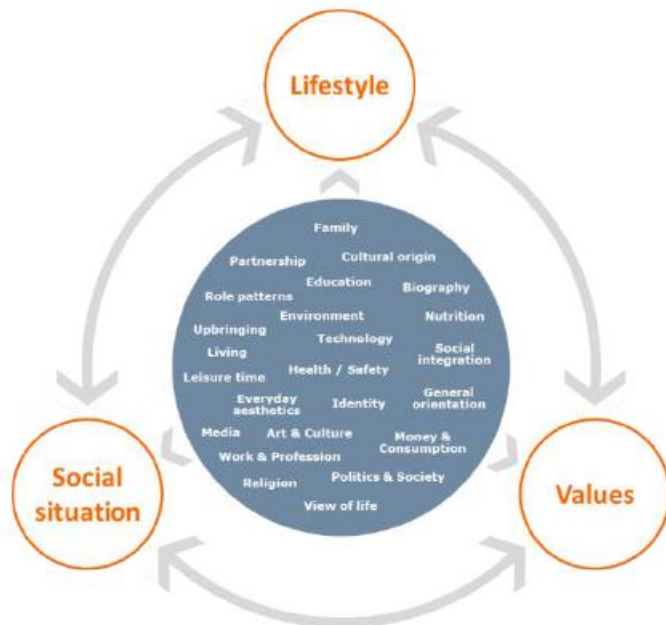 Lifestyle
Family
Partnership
Cultural origin
Education
Biography
Role patterns
Environment
Nutrition
Upbringing
Technology
Living
Social
integration
Health / Safety
Leisure time
General
orientation
Everyday
aesthetics
Identity
Media
Art & Culture
Money &
Consumption
Work & Profession
Politics & Society
Religion
View of life
Social
situation
Values